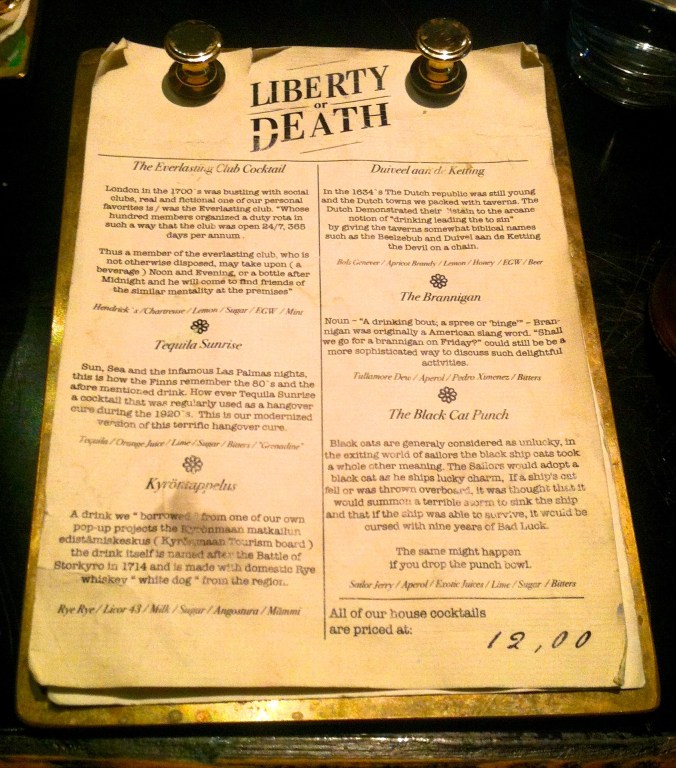 LIBERTY
or
DEATH
The Everlasting Club Cocktail
London in the 1700`s was bustling with social
clubs, real and fictional one of our personal
favorites is / was the Everlasting club. "Whose
hundred members organized a duty rota in
such a way that the club was open 24/7, 365
days per annum.
Thus a member of the everlasting club, who is
not otherwise disposed, may take upon ( a
beverage ) Noon and Evening, or a bottle after
Midnight and he will come to find friends of
the similar mentality at the premises"
Hendrick`s / Chartreuse / Lemon / Sugar / EGW / Mint
Tequila Sunrise
Sun, Sea and the infamous Las Palmas nights,
this is how the Finns remember the 80`s and the
afore mentioned drink. How ever Tequila Sunrise
a cocktail that was regularly used as a hangover
cure during the 1920`s. This is our modernized
version of this terrific hangover cure.
Tequila / Orange Juice / Lime / Sugar / Bitters / "Grenadine"
Kyröntappelus
A drink we " borrowed from one of our own
pop-up projects the Kyrönmaan matkailun
edistämiskeskus ( Kyrönmaan Tourism board )
the drink itself is named after the Battle of
Storkyro in 1714 and is made with domestic Rye
whiskey " white dog " from the region.
Rye Rye / Licor 43 / Milk / Sugar / Angostura / Mämmi
Duiveel aan de Ketting
In the 1634`s The Dutch republic was still young
and the Dutch towns we packed with taverns. The
Dutch Demonstrated their to the arcane
notion of "drinking leading the to sin"
by giving the taverns somewhat biblical names
such as the Beelzebub and Duivel aan de Ketting
the Devil on a chain.
Bols Genever / Apricot Brandy / Lemon / Honey / EGW / Beer
The Brannigan
Noun – "A drinking bout; a spree or 'binge'" – Bran-
nigan was originally a American slang word. "Shall
we go for a brannigan on Friday?" could still be be a
more sophisticated way to discuss such delightful
activities.
Tullamore Dew / Aperol / Pedro Ximenez / Bitters
The Black Cat Punch
Black cats are generaly considered as unlucky, in
the exiting world of sailors the black ship cats took
a whole other meaning. The Sailors would adopt a
black cat as he ships lucky charm, If a ship's cat
fell or was thrown overboard, it was thought that it
would summon a terrible storm to sink the ship
and that if the ship was able to survive, it would be
cursed with nine years of Bad Luck.
The same might happen
if you drop the punch bowl.
Sailor Jerry / Aperol / Exotic Juices / Lime / Sugar / Bitters
All of our house cocktails
are priced at:
12,00